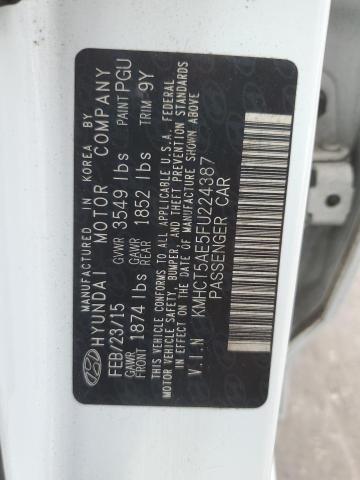 MANUFACTURED IN KOREA BY
HYUNDAI MOTOR COMPANY
FEB/23/15 GVWR 3549 lbs PAINT PGU
GAWR FRONT 1874 lbs GAWR REAR 1852 lbs TRIM 9Y
THIS VEHICLE CONFORMS TO ALL APPLICABLE U.S.A. FEDERAL
MOTOR VEHICLE SAFETY, BUMPER, AND THEFT PREVENTION STANDARDS
IN EFFECT ON THE DATE OF MANUFACTURE SHOWN ABOVE
V.I.N KMHCT5AE5FU224387
PASSENGER CAR